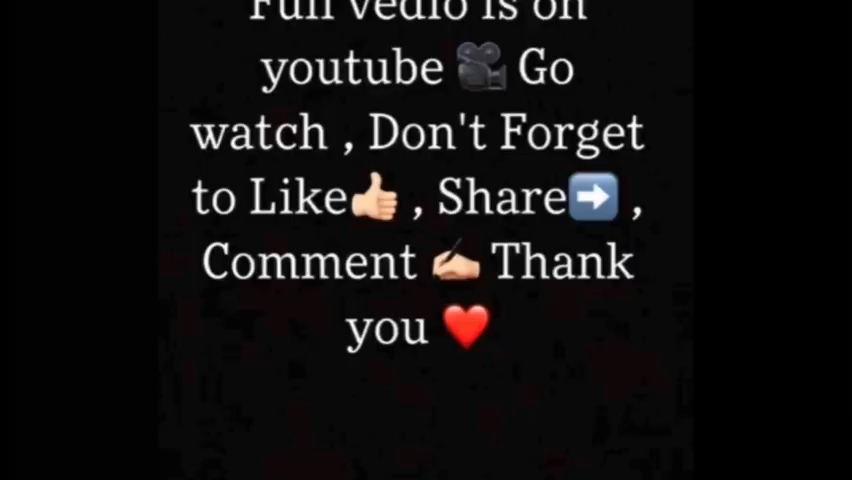 Full vedio is on
youtube 🎥 Go
watch , Don't Forget
to Like👍🏻 , Share➡️ ,
Comment ✍🏻 Thank
you ❤️